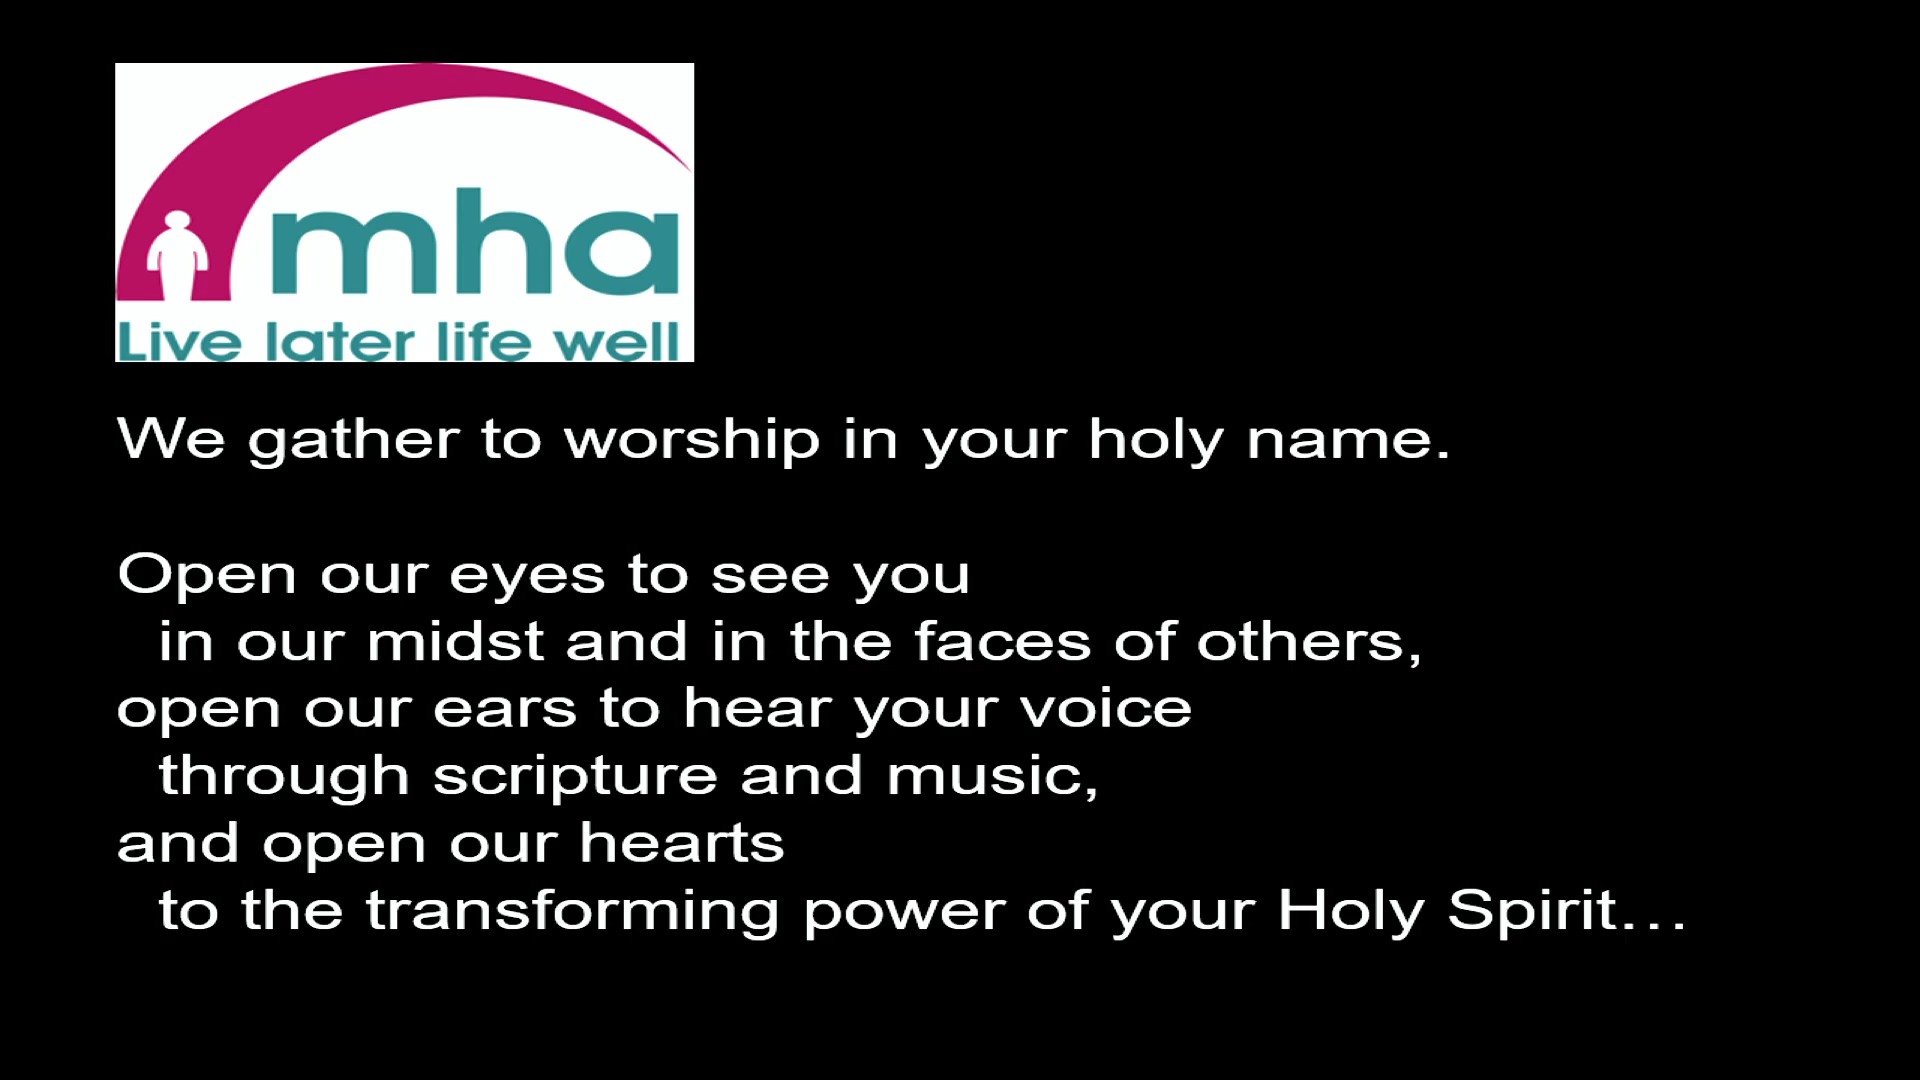 mha
Live later life well
We gather to worship in your holy name.
Open our eyes to see you
in our midst and in the faces of others,
open our ears to hear your voice
through scripture and music,
and open our hearts
to the transforming power of your Holy Spirit…